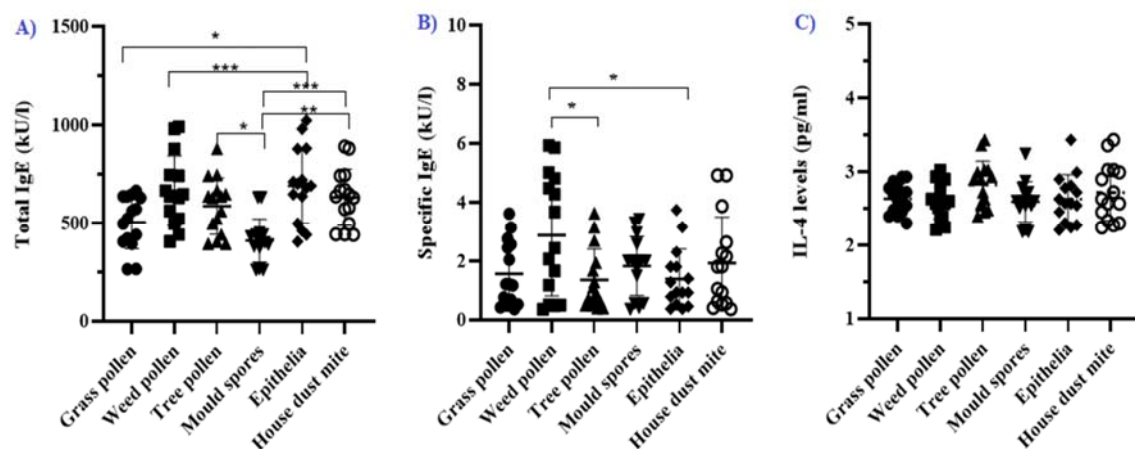 A)
Total IgE (kU/l)
1500
1000
500
0
*
***
***
**
*
Grass pollen
Weed pollen
Tree pollen
Mould spores
Epithelia
House dust mite
B)
Specific IgE (kU/l)
10
8
6
4
2
0
*
*
Grass pollen
Weed pollen
Tree pollen
Mould spores
Epithelia
House dust mite
C)
IL-4 levels (pg/ml)
5
4
3
2
1
Grass pollen
Weed pollen
Tree pollen
Mould spores
Epithelia
House dust mite